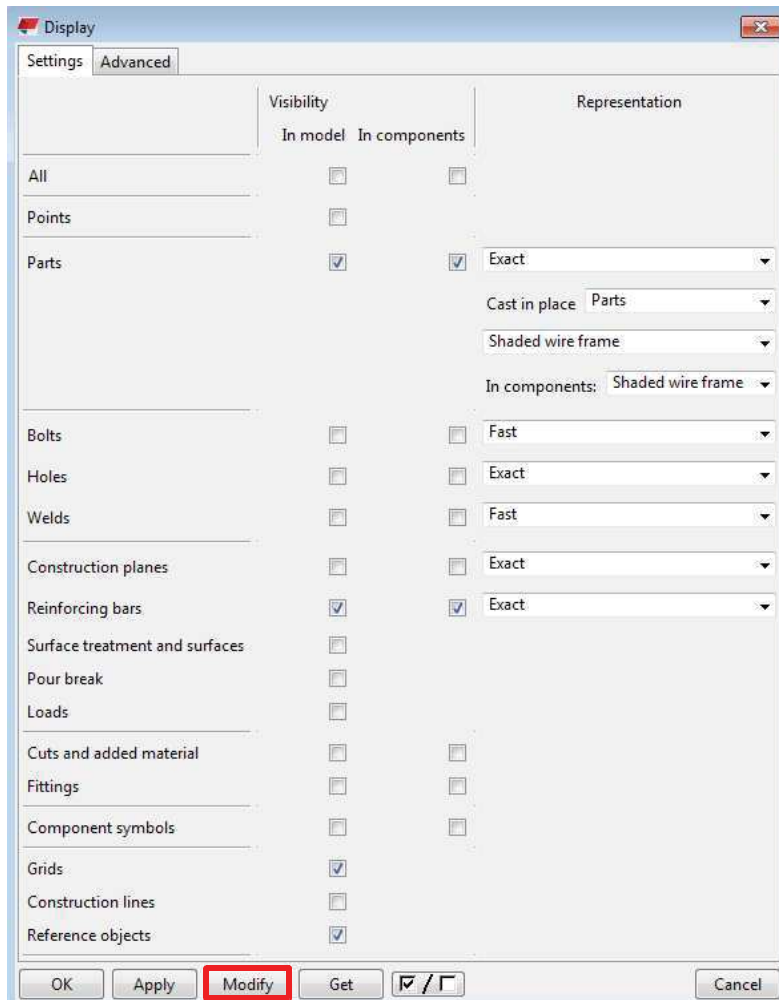 Display
Settings Advanced
Visibility Representation
In model In components
All
Points
Parts Exact
Cast in place Parts
Shaded wire frame
In components: Shaded wire frame
Bolts Fast
Holes Exact
Welds Fast
Construction planes Exact
Reinforcing bars Exact
Surface treatment and surfaces
Pour break
Loads
Cuts and added material
Fittings
Component symbols
Grids
Construction lines
Reference objects
OK Apply Modify Get / Cancel